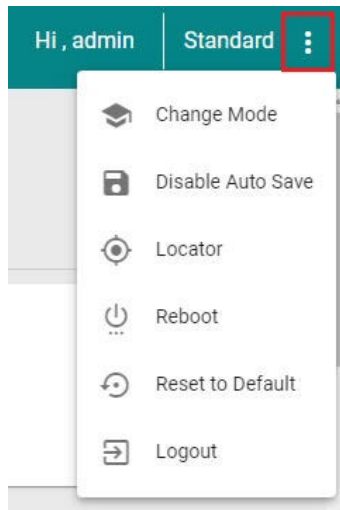 Hi , admin Standard
Change Mode
Disable Auto Save
Locator
Reboot
Reset to Default
Logout